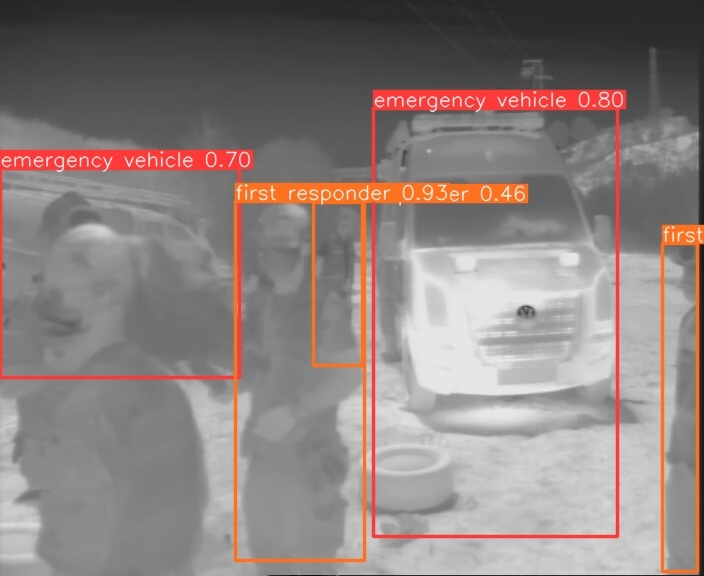 emergency vehicle 0.80
emergency vehicle 0.70
first responder 0.93er 0.46
first